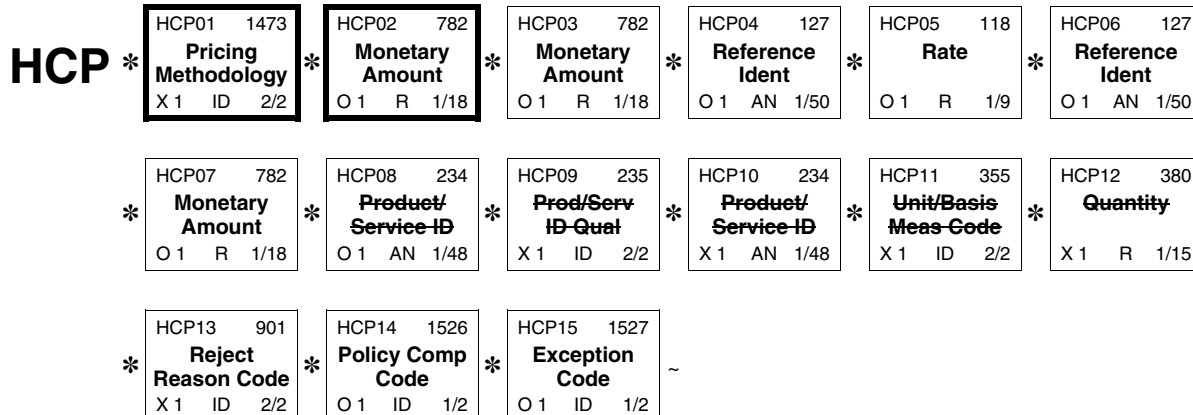 HCP * HCP01 1473 * HCP02 782 * HCP03 782 * HCP04 127 * HCP05 118 * HCP06 127
Pricing Monetary Monetary Reference Rate Reference
Methodology Amount Amount Ident Ident
X 1 ID 2/2 O 1 R 1/18 O 1 R 1/18 O 1 AN 1/50 O 1 R 1/9 O 1 AN 1/50
* HCP07 782 * HCP08 234 * HCP09 235 * HCP10 234 * HCP11 355 * HCP12 380
Monetary Product/ Prod/Serv Product/ Unit/Basis Quantity
Amount Service ID ID Qual Service ID Meas Code
O 1 R 1/18 O 1 AN 1/48 X 1 ID 2/2 X 1 AN 1/48 X 1 ID 2/2 X 1 R 1/15
* HCP13 901 * HCP14 1526 * HCP15 1527 ~
Reject Policy Comp Exception
Reason Code Code Code
X 1 ID 2/2 O 1 ID 1/2 O 1 ID 1/2